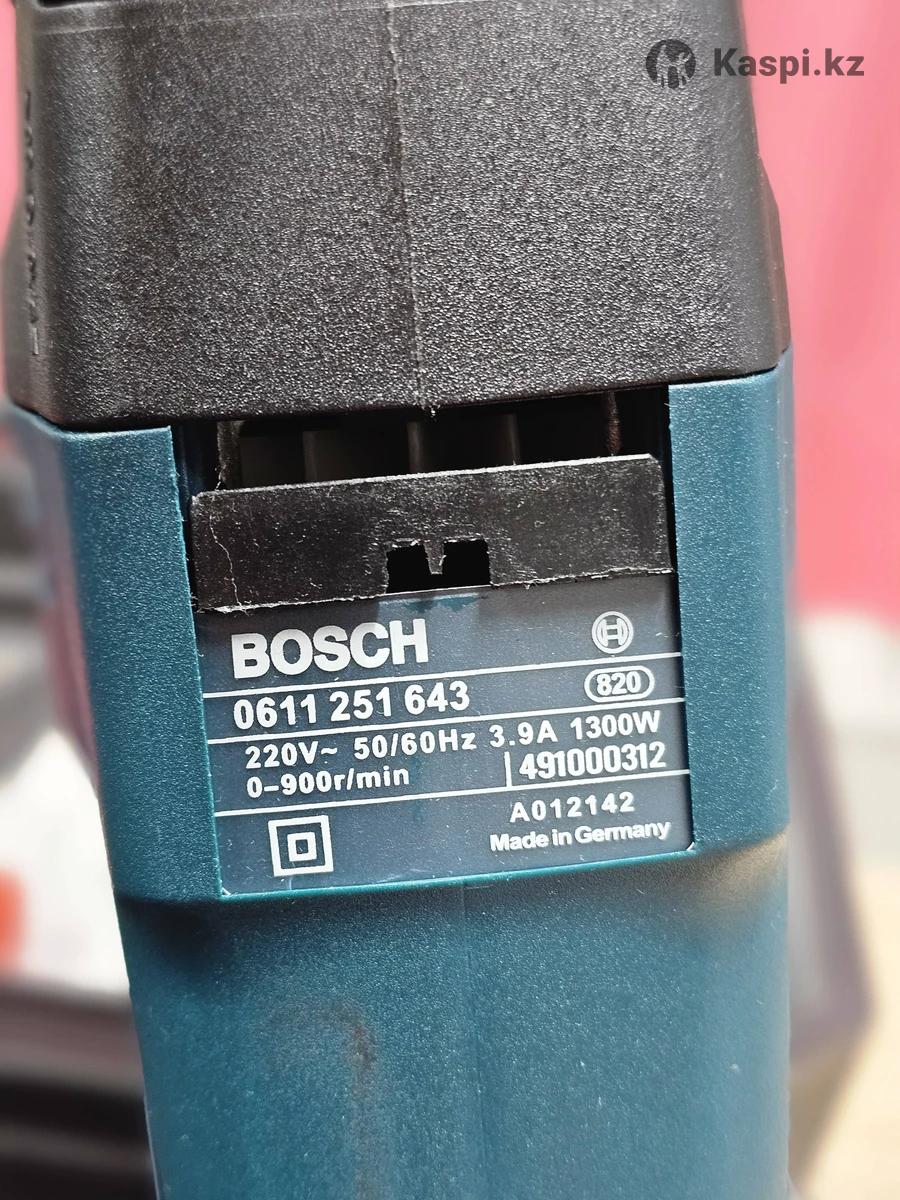 Kaspi.kz
BOSCH
0611 251 643 820
220V~ 50/60Hz 3.9A 1300W
0-900r/min 491000312
A012142
Made in Germany